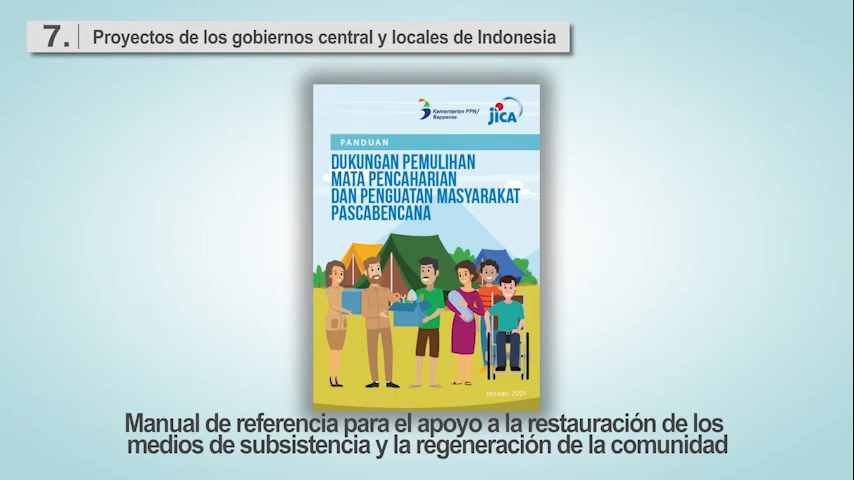 7. Proyectos de los gobiernos central y locales de Indonesia
Kementerian PPN/
Bappenas
JICA
PANDUAN
DUKUNGAN PEMULIHAN
MATA PENCAHARIAN
DAN PENGUATAN MASYARAKAT
PASCABENCANA
Januari 2021
Manual de referencia para el apoyo a la restauración de los
medios de subsistencia y la regeneración de la comunidad